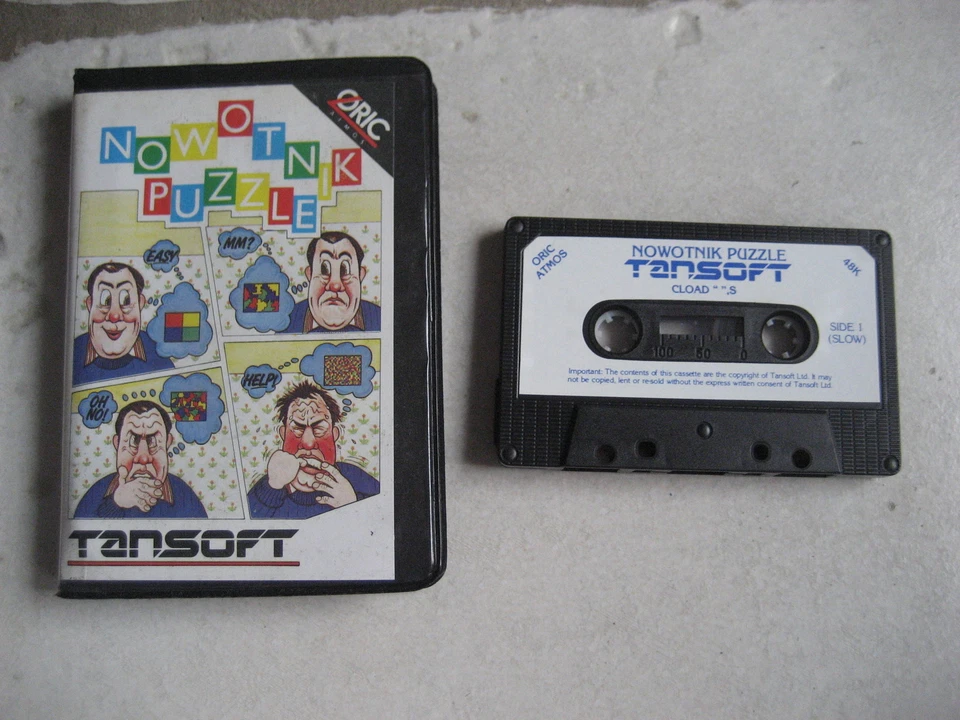 ORIC
ATMOS
NOWOTNIK
PUZZLE
EASY
MM?
OH
NO!
HELP!
TANSOFT
ORIC
ATMOS
NOWOTNIK PUZZLE
48K
TANSOFT
CLOAD " ",S
SIDE 1
(SLOW)
100 50 0
Important: The contents of this cassette are the copyright of Tansoft Ltd. It may
not be copied, lent or re-sold without the express written consent of Tansoft Ltd.